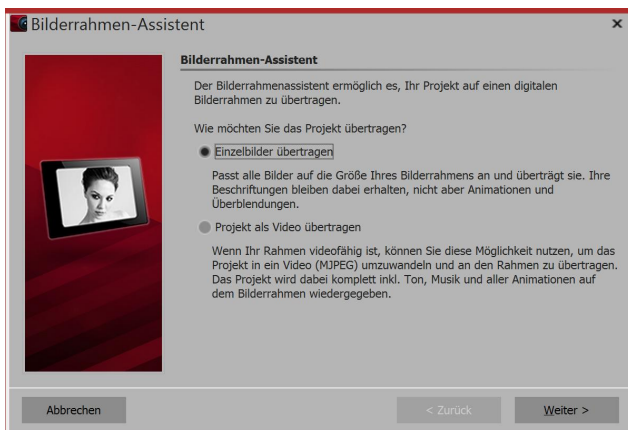 Bilderrahmen-Assistent
Bilderrahmen-Assistent
Der Bilderrahmenassistent ermöglich es, Ihr Projekt auf einen digitalen
Bilderrahmen zu übertragen.
Wie möchten Sie das Projekt übertragen?
Einzelbilder übertragen
Passt alle Bilder auf die Größe Ihres Bilderrahmens an und überträgt sie. Ihre
Beschriftungen bleiben dabei erhalten, nicht aber Animationen und
Überblendungen.
Projekt als Video übertragen
Wenn Ihr Rahmen videofähig ist, können Sie diese Möglichkeit nutzen, um das
Projekt in ein Video (MJPEG) umzuwandeln und an den Rahmen zu übertragen.
Das Projekt wird dabei komplett inkl. Ton, Musik und aller Animationen auf
dem Bilderrahmen wiedergegeben.
Abbrechen
< Zurück
Weiter >